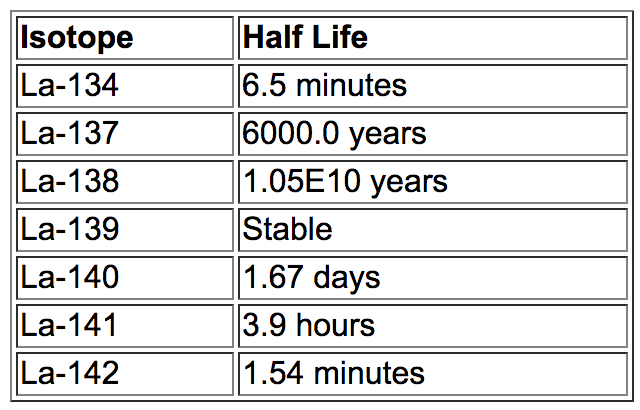 Isotope Half Life
La-134 6.5 minutes
La-137 6000.0 years
La-138 1.05E10 years
La-139 Stable
La-140 1.67 days
La-141 3.9 hours
La-142 1.54 minutes